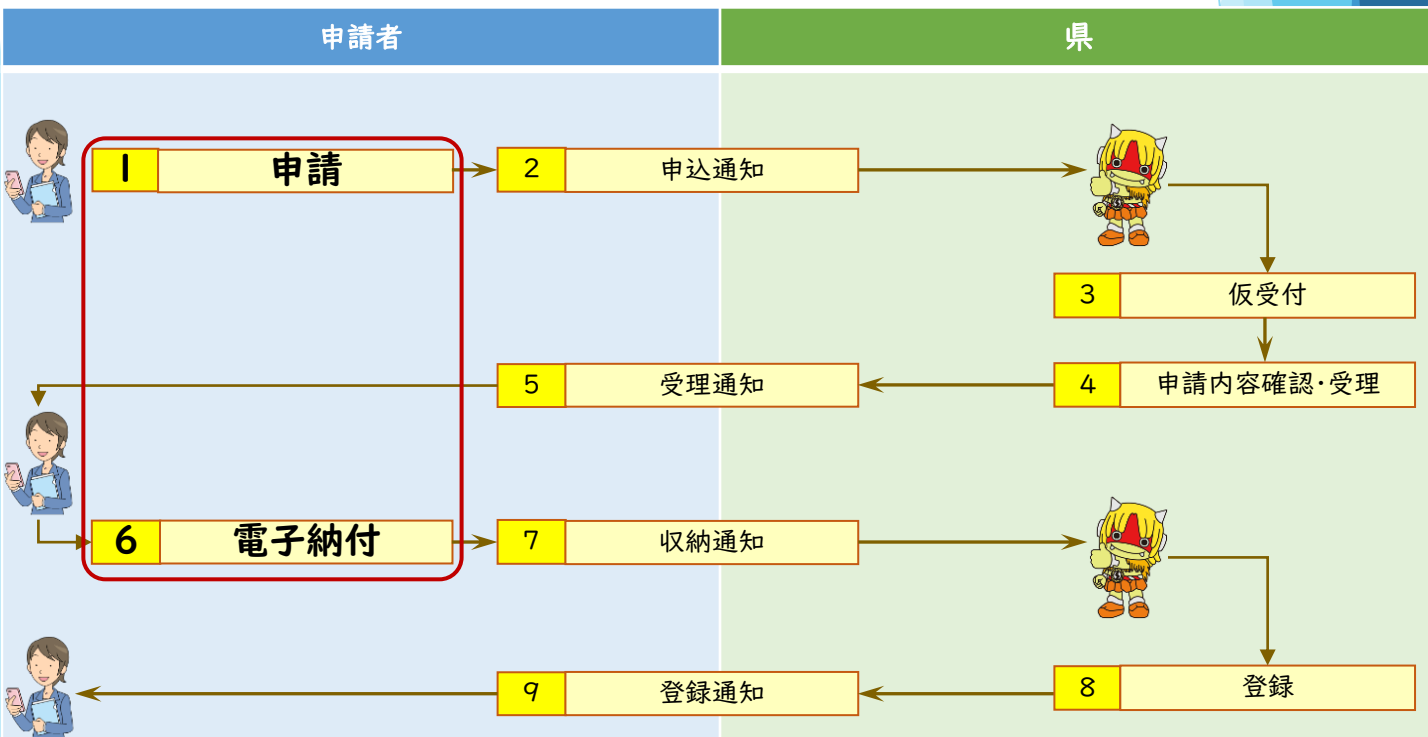 申請者 県
1 申請 2 申込通知
3 仮受付
5 受理通知 4 申請内容確認・受理
6 電子納付 7 収納通知
9 登録通知 8 登録